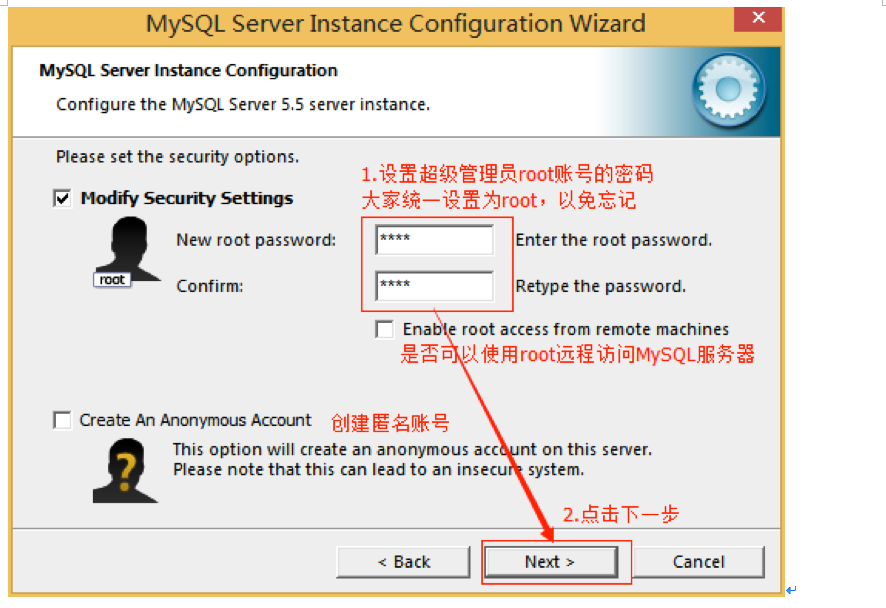 MySQL Server Instance Configuration Wizard
MySQL Server Instance Configuration
Configure the MySQL Server 5.5 server instance.
Please set the security options.
1.设置超级管理员root账号的密码
大家统一设置为root，以免忘记
Modify Security Settings
root
New root password:
****
Enter the root password.
Confirm:
****
Retype the password.
Enable root access from remote machines
是否可以使用root远程访问MySQL服务器
Create An Anonymous Account
创建匿名账号
This option will create an anonymous account on this server.
Please note that this can lead to an insecure system.
2.点击下一步
< Back
Next >
Cancel